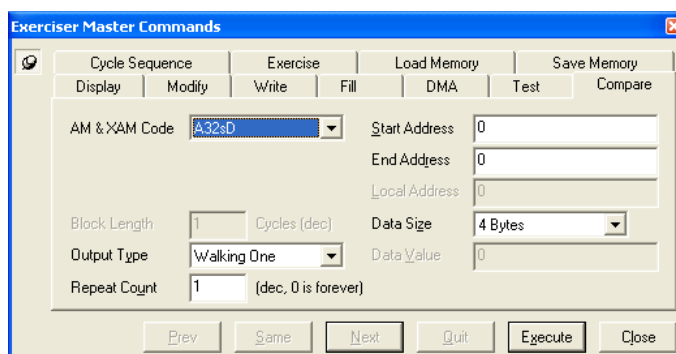 Exerciser Master Commands
Cycle Sequence Exercise Load Memory Save Memory
Display Modify Write Fill DMA Test Compare
AM & XAM Code A32sD Start Address 0
End Address 0
Local Address 0
Block Length 1 Cycles (dec) Data Size 4 Bytes
Output Type Walking One Data Value 0
Repeat Count 1 (dec, 0 is forever)
Prev Same Next Quit Execute Close